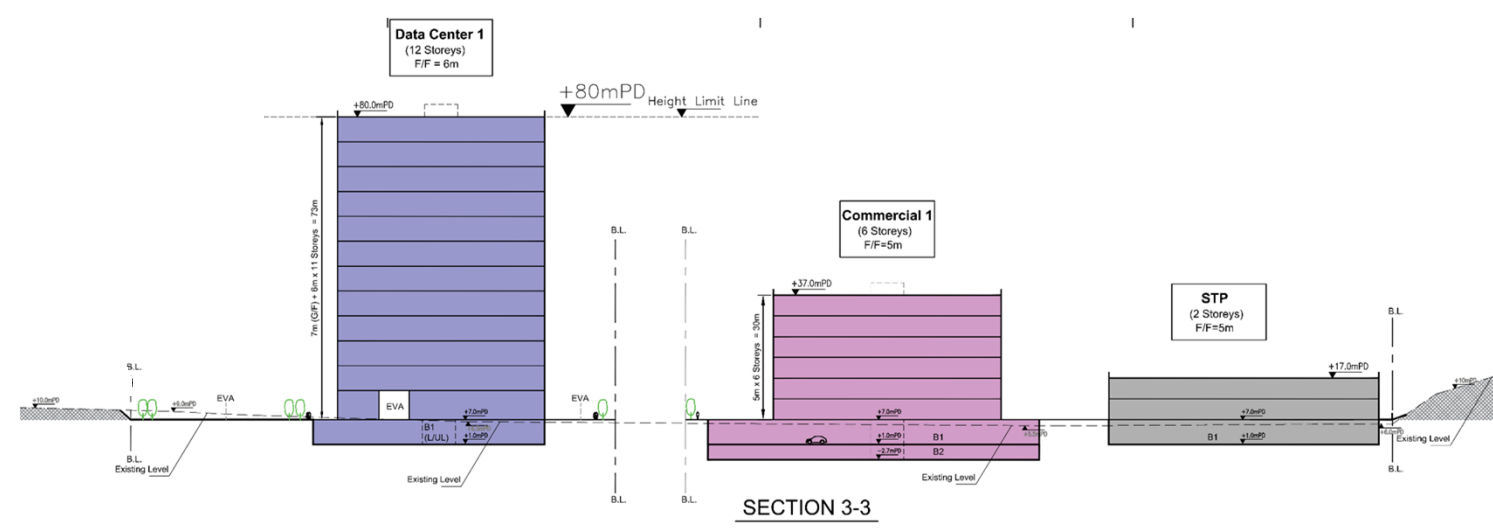 Data Center 1
(12 Storeys)
F/F = 6m
+80.0mPD
+80mPD
Height Limit Line
7m (G/F) + 6m x 11 Storeys = 73m
B.L.
B.L.
Commercial 1
(6 Storeys)
F/F=5m
+37.0mPD
5m x 6 Storeys = 30m
STP
(2 Storeys)
F/F=5m
B.L.
+17.0mPD
B.L.
+10.0mPD
+9.0mPD
EVA
EVA
EVA
+10mPD
+7.0mPD
+7.0mPD
+7.0mPD
B1
(L/UL)
+1.0mPD
+1.0mPD
B1
B1
+1.0mPD
-2.7mPD
B2
B.L.
Existing Level
Existing Level
Existing Level
Existing Level
B.L.
B.L.
B.L.
SECTION 3-3